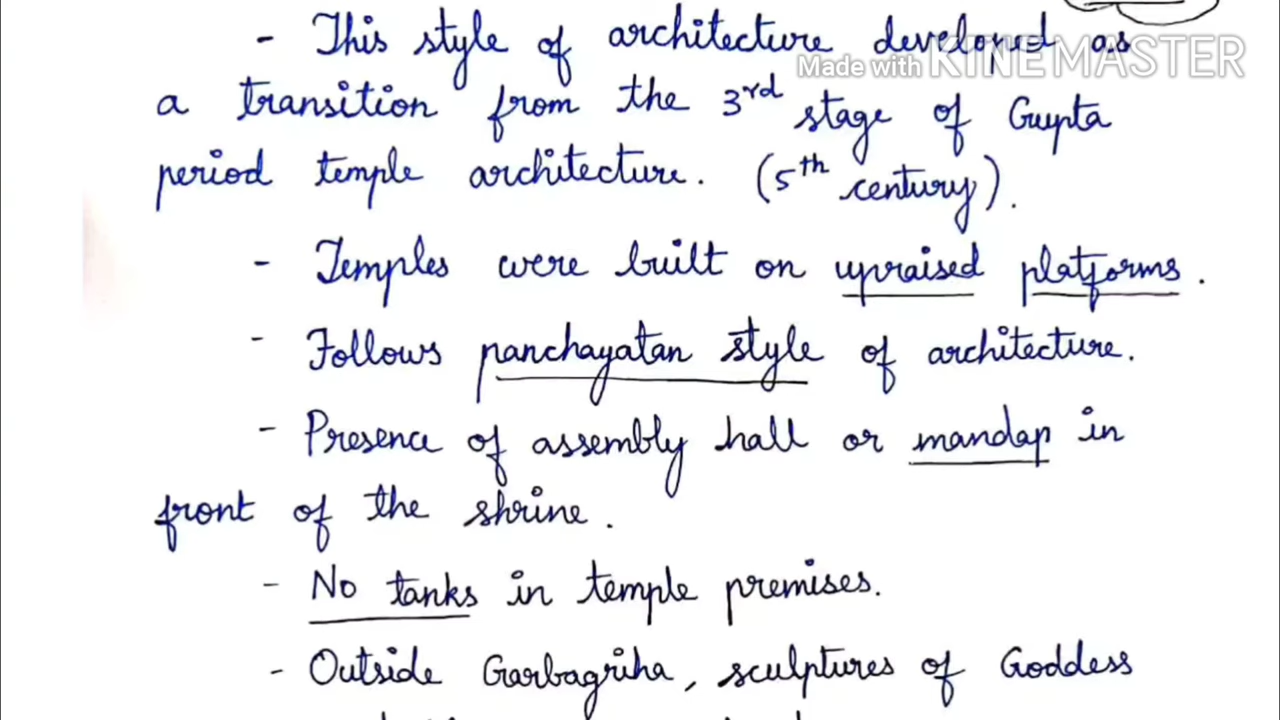 - This style of architecture developed as
Made with KINEMASTER
a transition from the 3rd stage of Gupta
period temple architecture. (5th century).
- Temples were built on upraised platforms.
- Follows panchayatan style of architecture.
- Presence of assembly hall or mandap in
front of the shrine.
- No tanks in temple premises.
- Outside Garbagriha, sculptures of Goddess